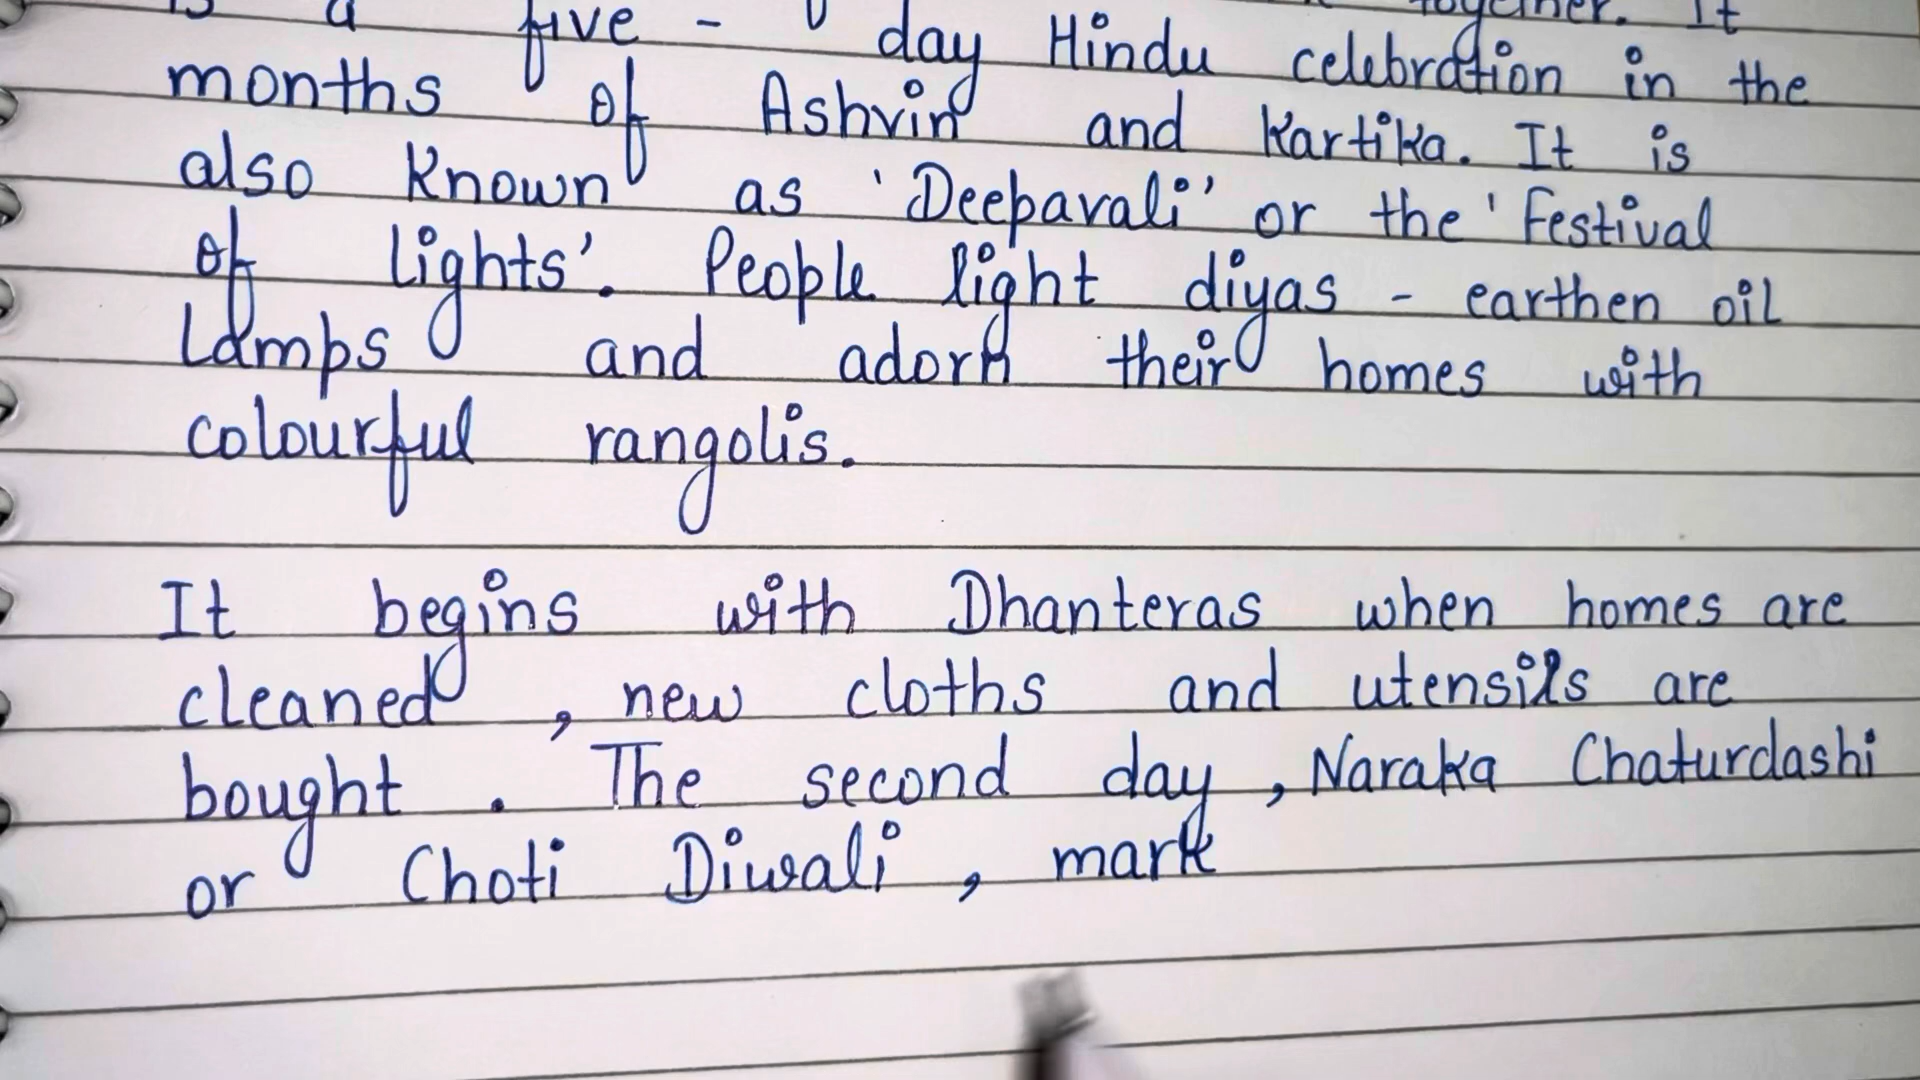 together. It
is a five - day Hindu celebration in the
months of Ashvin and Kartika. It is
also known as 'Deepavali' or the 'Festival
of lights'. People light diyas - earthen oil
Lamps and adorn their homes with
colourful rangolis.
It begins with Dhanteras when homes are
cleaned, new cloths and utensils are
bought. The second day, Naraka Chaturdashi
or Choti Diwali, mark